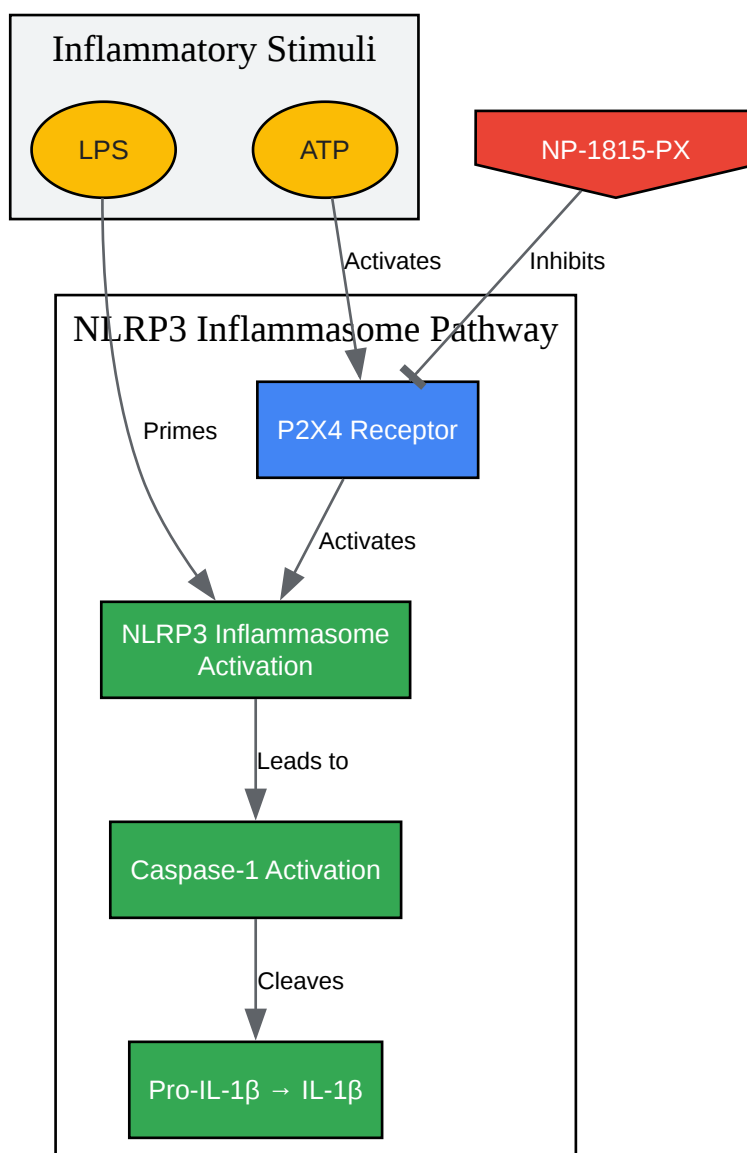 Inflammatory Stimuli
LPS
ATP
NP-1815-PX
Activates
Inhibits
NLRP3 Inflammasome Pathway
P2X4 Receptor
Primes
Activates
NLRP3 Inflammasome
Activation
Leads to
Caspase-1 Activation
Cleaves
Pro-IL-1β → IL-1β